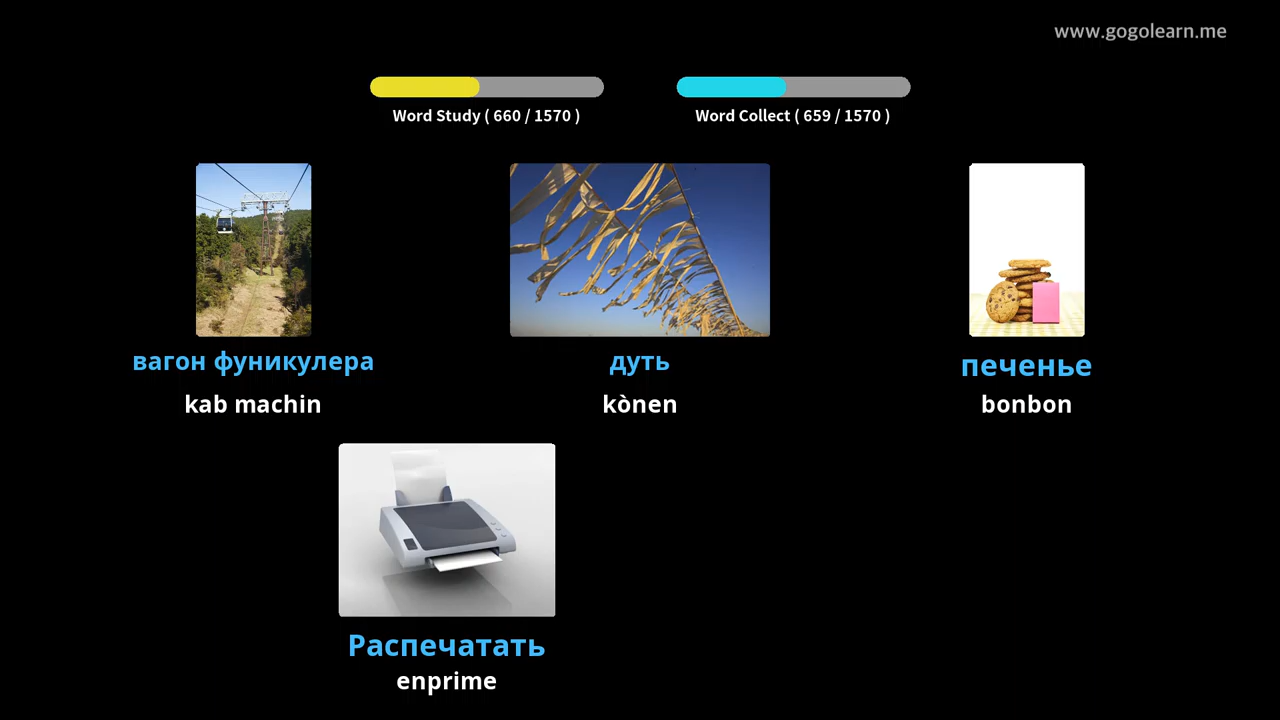 www.gogolearn.me
Word Study ( 660 / 1570 )
Word Collect ( 659 / 1570 )
вагон фуникулера
kab machin
дуть
kònen
печенье
bonbon
Распечатать
enprime